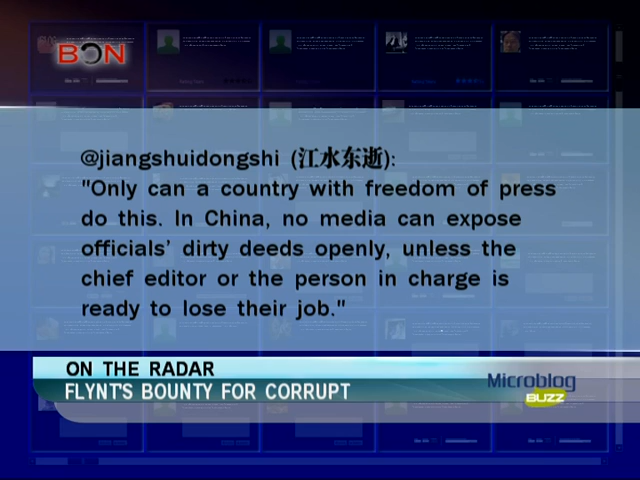 BON
@jiangshuidongshi (江水东逝):
"Only can a country with freedom of press
do this. In China, no media can expose
officials' dirty deeds openly, unless the
chief editor or the person in charge is
ready to lose their job."
ON THE RADAR
FLYNT'S BOUNTY FOR CORRUPT
Microblog
BUZZ